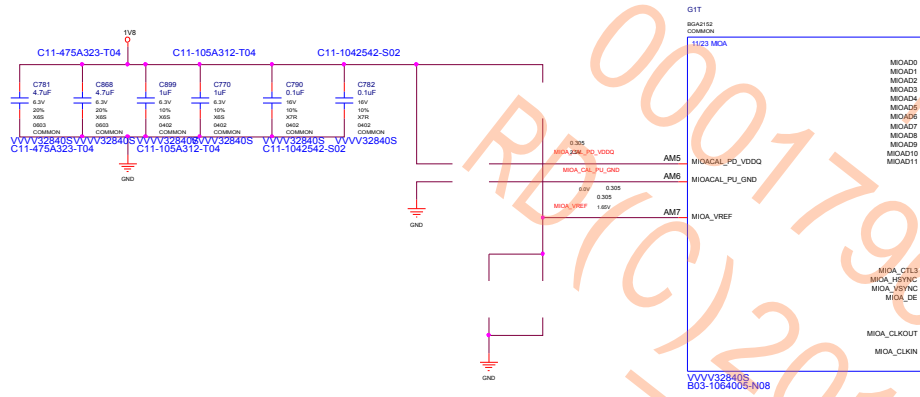 G1T
BGA2152
COMMON
11/23 MIOA
1V8
C11-475A323-T04
C11-105A312-T04
C11-1042542-S02
C781
4.7uF
6.3V
20%
X6S
0603
COMMON
C868
4.7uF
6.3V
20%
X6S
0603
COMMON
C899
1uF
6.3V
10%
X6S
0402
COMMON
C770
1uF
6.3V
10%
X6S
0402
COMMON
C790
0.1uF
16V
10%
X7R
0402
COMMON
C782
0.1uF
16V
10%
X7R
0402
COMMON
VVVV32840S
VVVV32840S
VVVV32840S
VVVV32840S
VVVV32840S
VVVV32840S
C11-475A323-T04
C11-105A312-T04
C11-1042542-S02
GND
GND
GND
0.305
MIOA_CAL_PU_GND
0.0V
0.305
0.305
MIOA_VREF
1.65V
AM5
AM6
AM7
MIOACAL_PD_VDDQ
MIOACAL_PU_GND
MIOA_VREF
MIOAD0
MIOAD1
MIOAD2
MIOAD3
MIOAD4
MIOAD5
MIOAD6
MIOAD7
MIOAD8
MIOAD9
MIOAD10
MIOAD11
MIOA_CTL3
MIOA_HSYNC
MIOA_VSYNC
MIOA_DE
MIOA_CLKOUT
MIOA_CLKIN
VVVV32840S
B03-1064005-N08